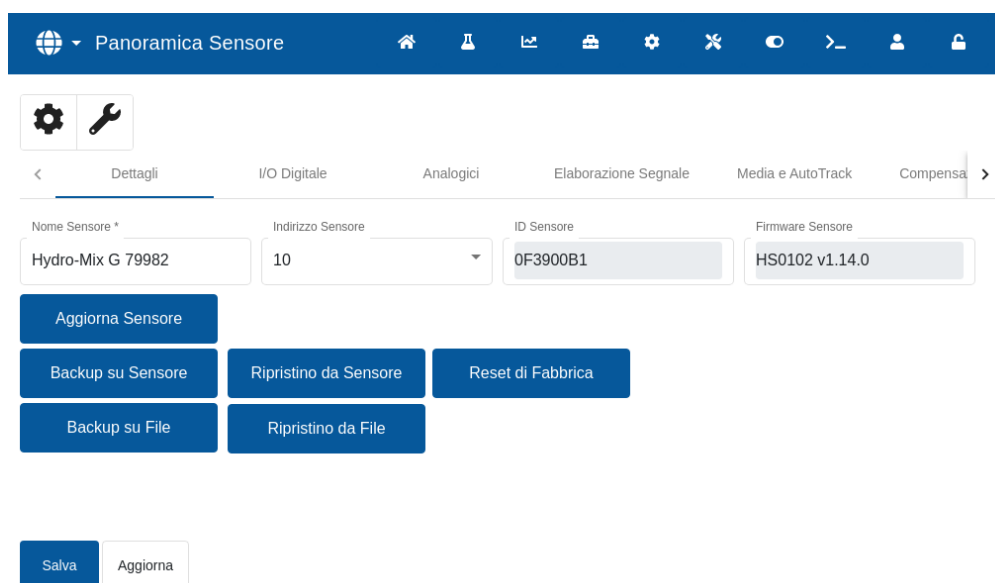 Panoramica Sensore
Dettagli I/O Digitale Analogici Elaborazione Segnale Media e AutoTrack
Nome Sensore * Indirizzo Sensore ID Sensore Firmware Sensore
Hydro-Mix G 79982 10 0F3900B1 HS0102 v1.14.0
Aggiorna Sensore
Backup su Sensore Ripristino da Sensore Reset di Fabbrica
Backup su File Ripristino da File
Salva Aggiorna